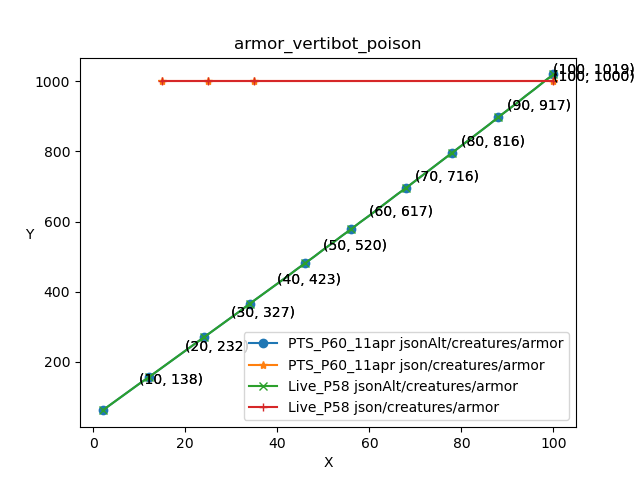 armor_vertibot_poison
Y
1000
800
600
400
200
(100, 1019)
(100, 1000)
(90, 917)
(80, 816)
(70, 716)
(60, 617)
(50, 520)
(40, 423)
(30, 327)
(20, 232)
(10, 138)
PTS_P60_11apr jsonAlt/creatures/armor
PTS_P60_11apr json/creatures/armor
Live_P58 jsonAlt/creatures/armor
Live_P58 json/creatures/armor
0 20 40 60 80 100
X